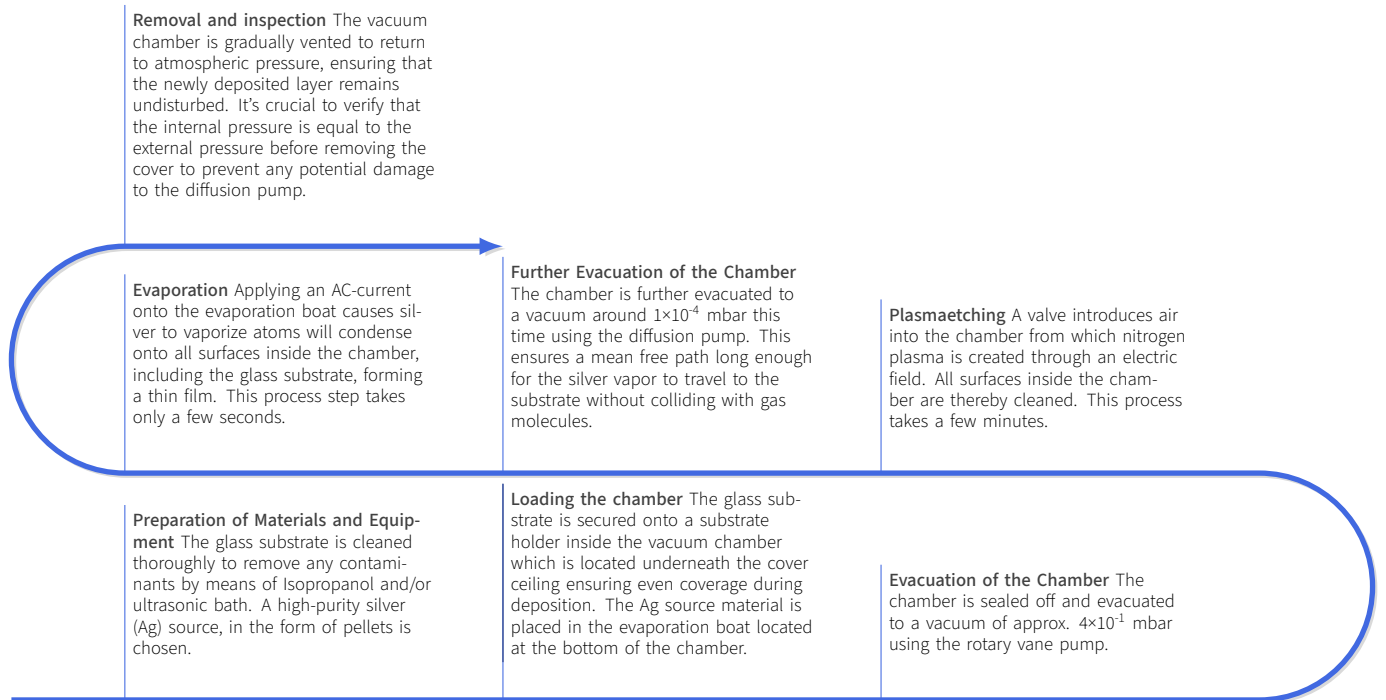 Removal and inspection The vacuum
chamber is gradually vented to return
to atmospheric pressure, ensuring that
the newly deposited layer remains
undisturbed. It’s crucial to verify that
the internal pressure is equal to the
external pressure before removing the
cover to prevent any potential damage
to the diffusion pump.
Evaporation Applying an AC-current
onto the evaporation boat causes sil-
ver to vaporize atoms will condense
onto all surfaces inside the chamber,
including the glass substrate, forming
a thin film. This process step takes
only a few seconds.
Further Evacuation of the Chamber
The chamber is further evacuated to
a vacuum around 1×10⁻⁴ mbar this
time using the diffusion pump. This
ensures a mean free path long enough
for the silver vapor to travel to the
substrate without colliding with gas
molecules.
Plasmaetching A valve introduces air
into the chamber from which nitrogen
plasma is created through an electric
field. All surfaces inside the cham-
ber are thereby cleaned. This process
takes a few minutes.
Preparation of Materials and Equip-
ment The glass substrate is cleaned
thoroughly to remove any contami-
nants by means of Isopropanol and/or
ultrasonic bath. A high-purity silver
(Ag) source, in the form of pellets is
chosen.
Loading the chamber The glass sub-
strate is secured onto a substrate
holder inside the vacuum chamber
which is located underneath the cover
ceiling ensuring even coverage during
deposition. The Ag source material is
placed in the evaporation boat located
at the bottom of the chamber.
Evacuation of the Chamber The
chamber is sealed off and evacuated
to a vacuum of approx. 4×10⁻¹ mbar
using the rotary vane pump.